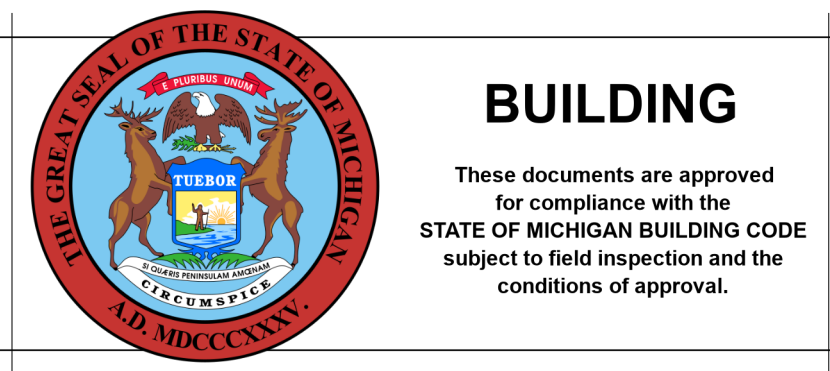 THE GREAT SEAL OF THE STATE OF MICHIGAN
E PLURIBUS UNUM
TUEBOR
SI QUÆRIS PENINSULAM AMŒNAM
CIRCUMSPICE
A.D. MDCCCXXXV.
BUILDING
These documents are approved
for compliance with the
STATE OF MICHIGAN BUILDING CODE
subject to field inspection and the
conditions of approval.